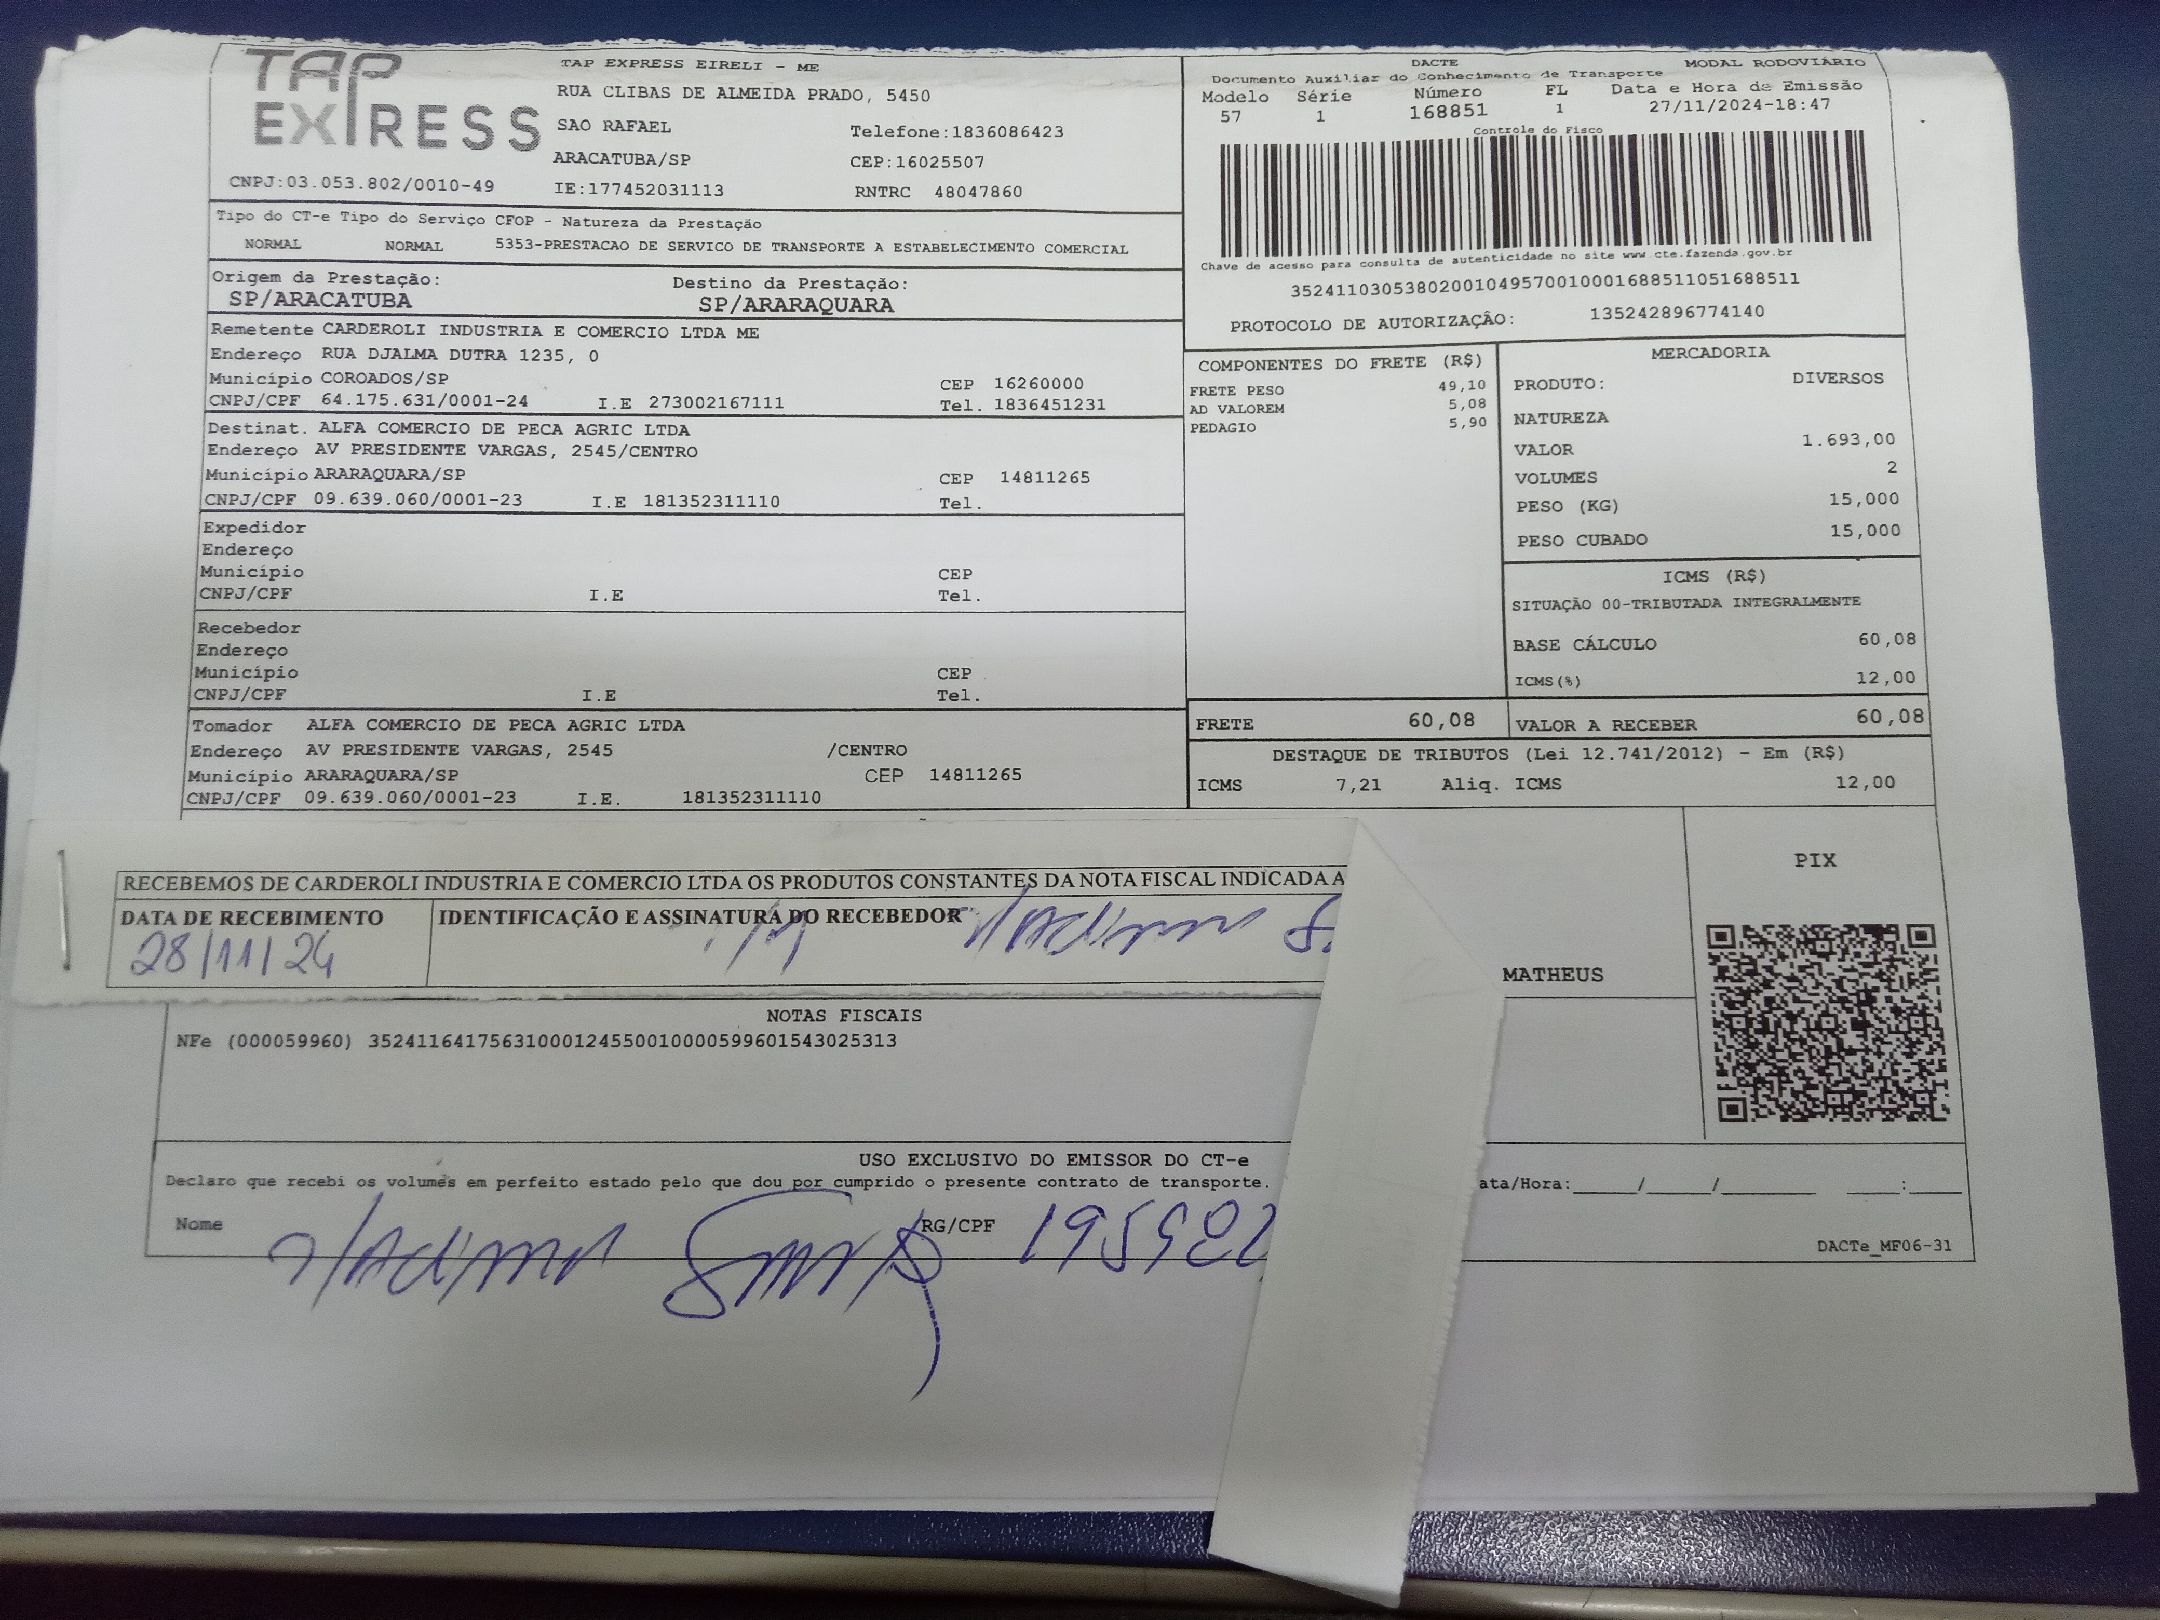 TAP EXPRESS
TAP EXPRESS EIRELI - ME
RUA CLIBAS DE ALMEIDA PRADO, 5450
SAO RAFAEL Telefone:1836086423
ARACATUBA/SP CEP:16025507
CNPJ:03.053.802/0010-49 IE:177452031113 RNTRC 48047860
DACTE MODAL RODOVIÁRIO
Documento Auxiliar do Conhecimento de Transporte
Modelo Série Número FL Data e Hora de Emissão
57 1 168851 1 27/11/2024-18:47
Controle do Fisco
Chave de acesso para consulta de autenticidade no site www.cte.fazenda.gov.br
35241103053802001049570010001688511051688511
PROTOCOLO DE AUTORIZAÇÃO: 135242896774140
Tipo do CT-e Tipo do Serviço CFOP - Natureza da Prestação
NORMAL NORMAL 5353-PRESTACAO DE SERVICO DE TRANSPORTE A ESTABELECIMENTO COMERCIAL
Origem da Prestação: Destino da Prestação:
SP/ARACATUBA SP/ARARAQUARA
Remetente CARDEROLI INDUSTRIA E COMERCIO LTDA ME
Endereço RUA DJALMA DUTRA 1235, 0
Município COROADOS/SP CEP 16260000
CNPJ/CPF 64.175.631/0001-24 I.E 273002167111 Tel. 1836451231
Destinat. ALFA COMERCIO DE PECA AGRIC LTDA
Endereço AV PRESIDENTE VARGAS, 2545/CENTRO
Município ARARAQUARA/SP CEP 14811265
CNPJ/CPF 09.639.060/0001-23 I.E 181352311110 Tel.
Expedidor
Endereço
Município CEP
CNPJ/CPF I.E Tel.
Recebedor
Endereço
Município CEP
CNPJ/CPF I.E Tel.
Tomador ALFA COMERCIO DE PECA AGRIC LTDA
Endereço AV PRESIDENTE VARGAS, 2545 /CENTRO
Município ARARAQUARA/SP CEP 14811265
CNPJ/CPF 09.639.060/0001-23 I.E. 181352311110
COMPONENTES DO FRETE (R$)
FRETE PESO 49,10
AD VALOREM 5,08
PEDAGIO 5,90
MERCADORIA
PRODUTO: DIVERSOS
NATUREZA
VALOR 1.693,00
VOLUMES 2
PESO (KG) 15,000
PESO CUBADO 15,000
ICMS (R$)
SITUAÇÃO 00-TRIBUTADA INTEGRALMENTE
BASE CÁLCULO 60,08
ICMS(%) 12,00
FRETE 60,08 VALOR A RECEBER 60,08
DESTAQUE DE TRIBUTOS (Lei 12.741/2012) - Em (R$)
ICMS 7,21 Aliq. ICMS 12,00
RECEBEMOS DE CARDEROLI INDUSTRIA E COMERCIO LTDA OS PRODUTOS CONSTANTES DA NOTA FISCAL INDICADA A
DATA DE RECEBIMENTO IDENTIFICAÇÃO E ASSINATURA DO RECEBEDOR
28/11/24
MATHEUS
PIX
NOTAS FISCAIS
NFe (000059960) 35241164175631000124550010000599601543025313
USO EXCLUSIVO DO EMISSOR DO CT-e
Declaro que recebi os volumes em perfeito estado pelo que dou por cumprido o presente contrato de transporte. ata/Hora:_____/_____/_______ ____:____
Nome RG/CPF
DACTe_MF06-31